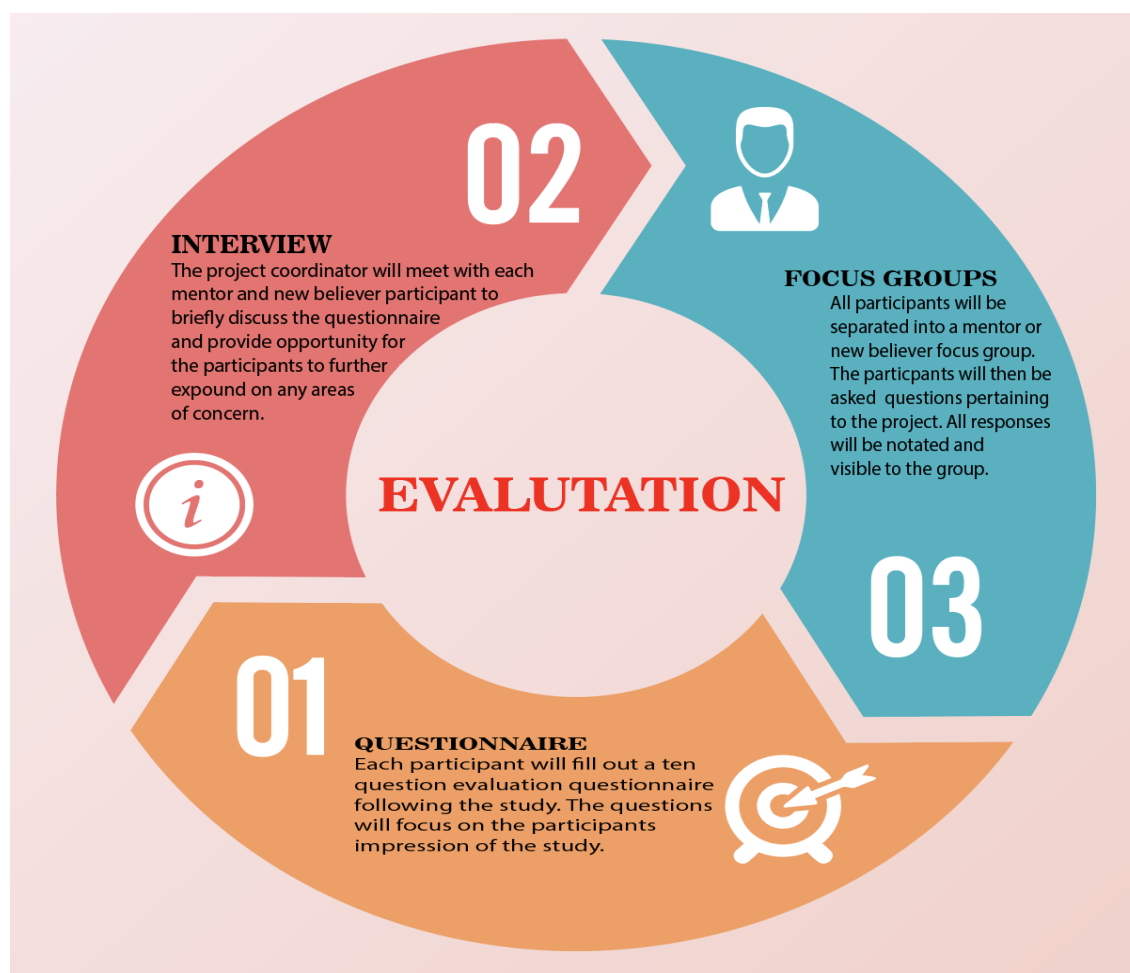 02
INTERVIEW
The project coordinator will meet with each
mentor and new believer participant to
briefly discuss the questionnaire
and provide opportunity for
the participants to further
expound on any areas
of concern.
i
FOCUS GROUPS
All participants will be
separated into a mentor or
new believer focus group.
The particpants will then be
asked  questions pertaining
to the project. All responses
will be notated and
visible to the group.
03
EVALUTATION
01
QUESTIONNAIRE
Each participant will fill out a ten
question evaluation questionnaire
following the study. The questions
will focus on the participants
impression of the study.